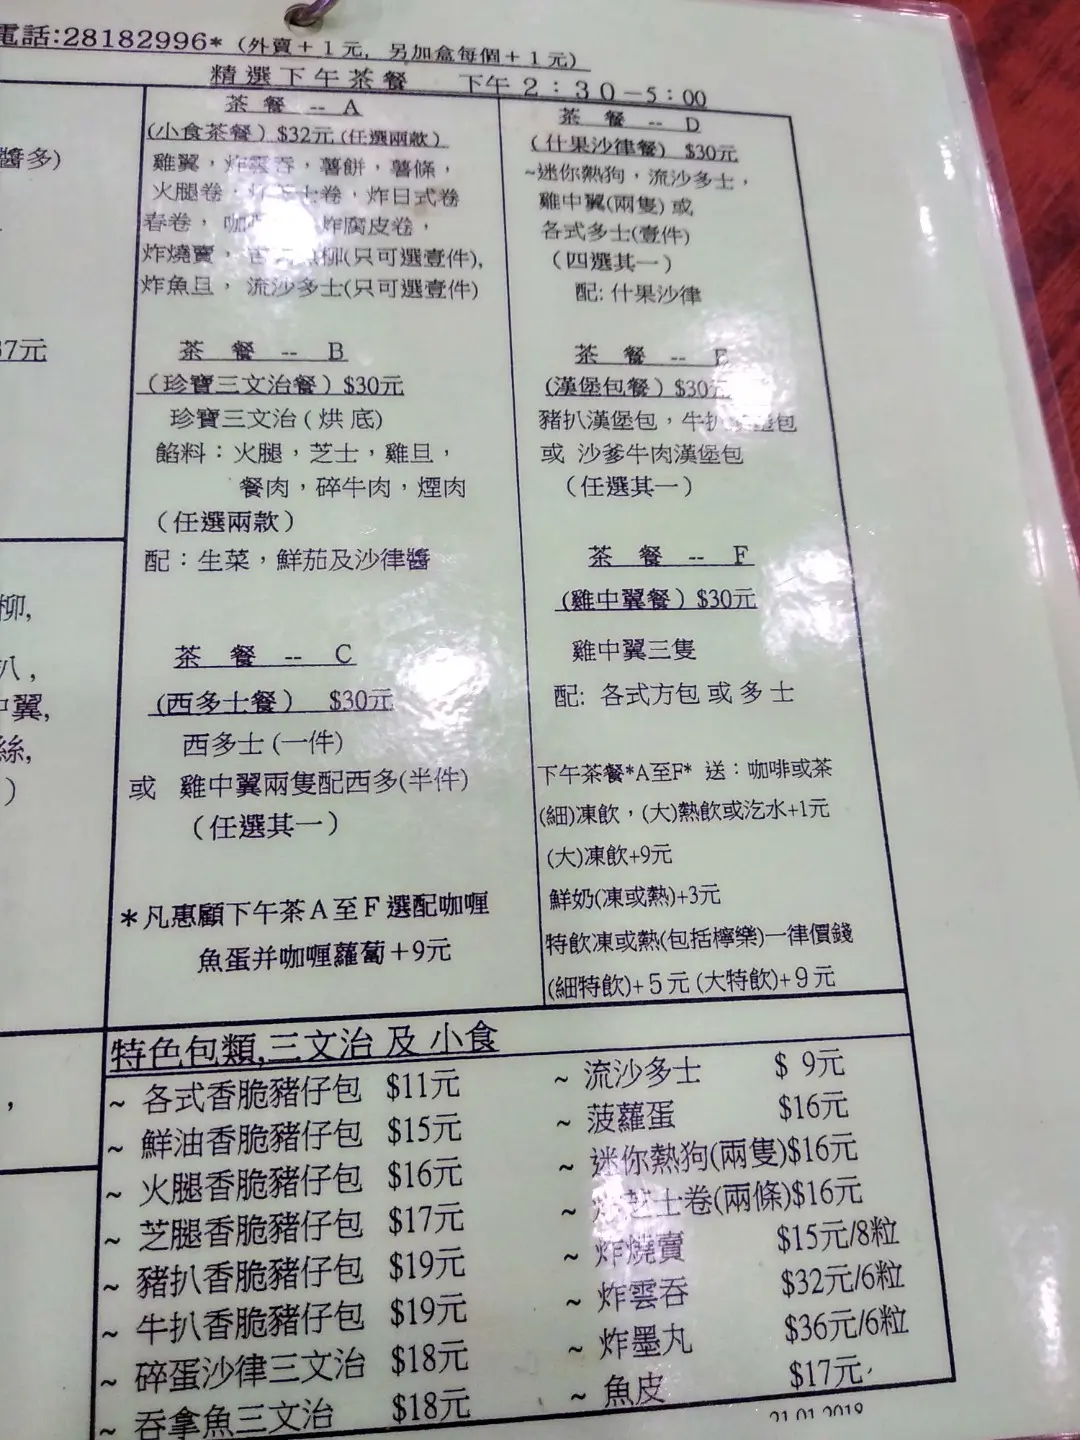 電話:28182996* (外賣+1元, 另加盒每個+1元)
精選下午茶餐 下午 2:30-5:00
醬多)
37元
柳,
扒,
中翼,
絲,
)
,
茶 餐 -- A
(小食茶餐) $32元 (任選兩款)
雞翼, 炸雲吞, 薯餅, 薯條,
火腿卷, 卷, 炸日式卷
春卷, 咖 炸腐皮卷,
炸燒賣, 柳(只可選壹件),
炸魚旦, 流沙多士(只可選壹件)
茶 餐 -- B
(珍寶三文治餐) $30元
珍寶三文治 (烘 底)
餡料:火腿,芝士,雞旦,
餐肉,碎牛肉,煙肉
(任選兩款)
配:生菜,鮮茄及沙律醬
茶 餐 -- C
(西多士餐) $30元
西多士 (一件)
或 雞中翼兩隻配西多(半件)
(任選其一)
*凡惠顧下午茶A至F選配咖喱
魚蛋并咖喱蘿蔔+9元
茶 餐 -- D
(什果沙律餐) $30元
~迷你熱狗,流沙多士,
雞中翼(兩隻) 或
各式多士(壹件)
(四選其一)
配: 什果沙律
茶 餐 -- E
(漢堡包餐) $30元
豬扒漢堡包,牛扒 包
或 沙爹牛肉漢堡包
(任選其一)
茶 餐 -- F
(雞中翼餐) $30元
雞中翼三隻
配: 各式方包 或 多 士
下午茶餐*A至F* 送:咖啡或茶
(細)凍飲,(大)熱飲或汔水+1元
(大)凍飲+9元
鮮奶(凍或熱)+3元
特飲凍或熱(包括檸樂)一律價錢
(細特飲)+5元 (大特飲)+9元
特色包類,三文治 及 小食
~ 各式香脆豬仔包 $11元
~ 鮮油香脆豬仔包 $15元
~ 火腿香脆豬仔包 $16元
~ 芝腿香脆豬仔包 $17元
~ 豬扒香脆豬仔包 $19元
~ 牛扒香脆豬仔包 $19元
~ 碎蛋沙律三文治 $18元
~ 吞拿魚三文治 $18元
~ 流沙多士 $ 9元
~ 菠蘿蛋 $16元
~ 迷你熱狗(兩隻)$16元
~ 芝士卷(兩條)$16元
~ 炸燒賣 $15元/8粒
~ 炸雲吞 $32元/6粒
~ 炸墨丸 $36元/6粒
~ 魚皮 $17元
21 01 2018